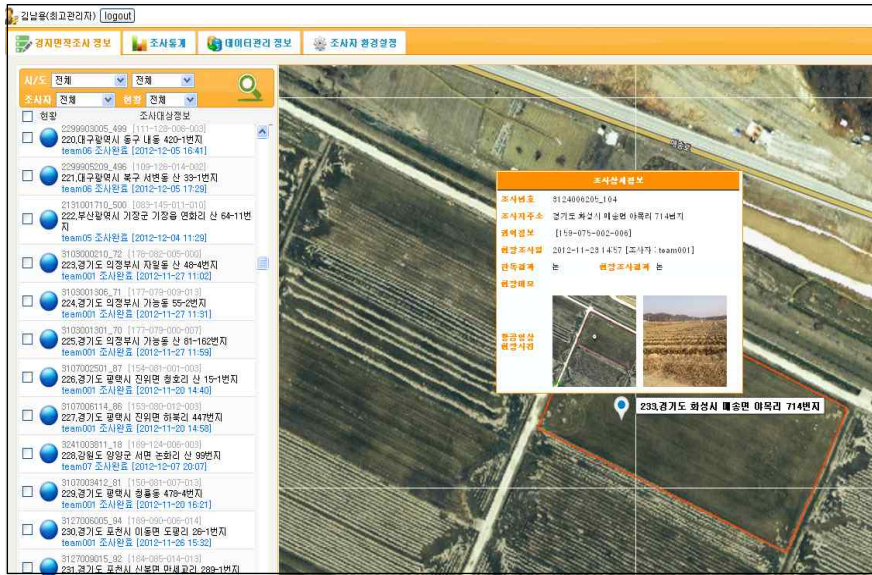 김남용(최고관리자) logout
경지면적조사 정보 조사통계 데이터관리 정보 조사자 환경설정
시/도 전체 전체
조사자 전체 현황 전체
현황 조사대상정보
2299903005_499 [111-128-006-003]
220,대구광역시 동구 내동 420-1번지
team06 조사완료 [2012-12-05 16:41]
2299905209_496 [109-128-014-002]
221,대구광역시 북구 서변동 산 39-1번지
team06 조사완료 [2012-12-05 17:29]
2131001710_500 [083-145-011-010]
222,부산광역시 기장군 기장읍 연화리 산 64-11번
지
team05 조사완료 [2012-12-04 11:29]
3103000210_72 [178-082-005-000]
223,경기도 의정부시 자일동 산 48-4번지
team001 조사완료 [2012-11-27 11:02]
3103001306_71 [177-079-009-013]
224,경기도 의정부시 가능동 55-2번지
team001 조사완료 [2012-11-27 11:31]
3103001301_70 [177-079-000-007]
225,경기도 의정부시 가능동 산 81-162번지
team001 조사완료 [2012-11-27 11:59]
3107002501_87 [154-081-001-003]
226,경기도 평택시 진위면 청호리 산 15-1번지
team001 조사완료 [2012-11-20 14:40]
3107006114_86 [153-080-012-003]
227,경기도 평택시 진위면 하북리 447번지
team001 조사완료 [2012-11-20 14:58]
3241003811_18 [189-124-006-003]
228,강원도 양양군 서면 논화리 산 99번지
team07 조사완료 [2012-12-07 20:07]
3107003412_81 [150-081-007-013]
229,경기도 평택시 청룡동 478-4번지
team001 조사완료 [2012-11-20 16:21]
3127006005_94 [189-090-006-014]
230,경기도 포천시 이동면 도평리 26-1번지
team001 조사완료 [2012-11-26 15:32]
3127009015_92 [184-085-014-013]
231,경기도 포천시 신북면 만세교리 289-1번지
조사상세정보
조사번호 3124006205_104
조사지주소 경기도 화성시 매송면 야목리 714번지
권역정보 [159-075-002-006]
현장조사일 2012-11-28 14:57 [조사자 : team001]
판독결과 논 현장조사결과 논
현장메모
항공영상
현장사진
233,경기도 화성시 매송면 야목리 714번지